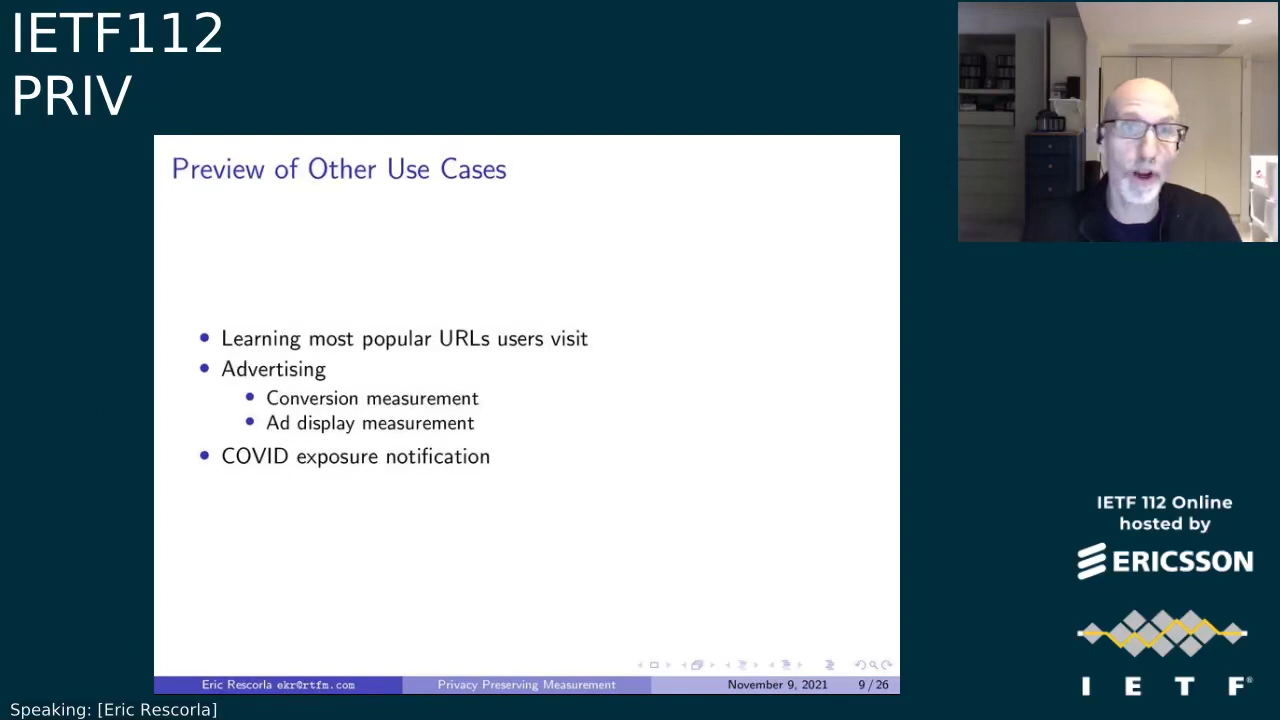 IETF112
PRIV
Preview of Other Use Cases
Learning most popular URLs users visit
Advertising
Conversion measurement
Ad display measurement
COVID exposure notification
Eric Rescorla ekr@rtfm.com
Privacy Preserving Measurement
November 9, 2021
9 / 26
IETF 112 Online
hosted by
ERICSSON
I E T F®
Speaking: [Eric Rescorla]